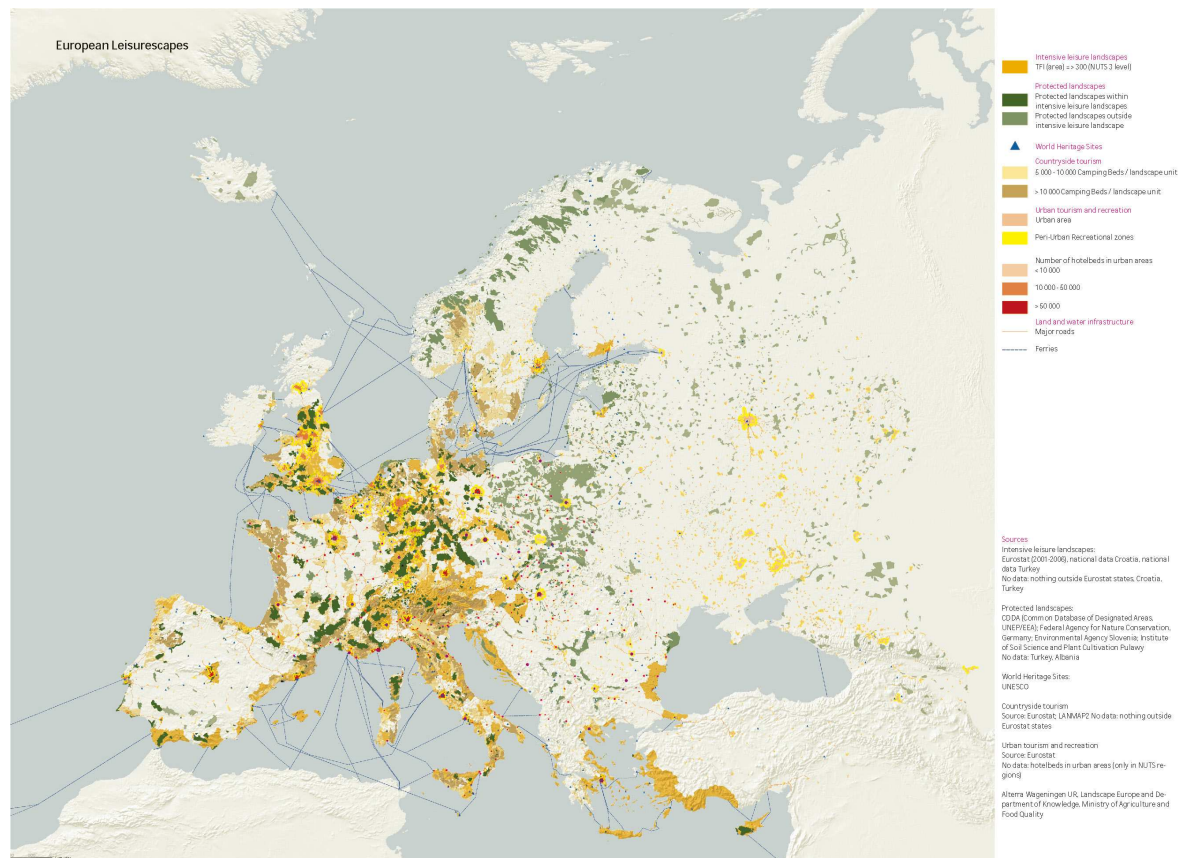 European Leisurescapes
Intensive leisure landscapes
TFI (area) => 300 (NUTS 3 level)
Protected landscapes
Protected landscapes within
intensive leisure landscapes
Protected landscapes outside
intensive leisure landscape
World Heritage Sites
Countryside tourism
5 000 - 10 000 Camping Beds / landscape unit
> 10 000 Camping Beds / landscape unit
Urban tourism and recreation
Urban area
Peri-Urban Recreational zones
Number of hotelbeds in urban areas
< 10 000
10 000 - 50 000
> 50 000
Land and water infrastructure
Major roads
Ferries
Sources
Intensive leisure landscapes:
Eurostat (2001-2006), national data Croatia, national
data Turkey
No data: nothing outside Eurostat states, Croatia,
Turkey
Protected landscapes:
CDDA (Common Database of Designated Areas,
UNEP/EEA); Federal Agency for Nature Conservation,
Germany; Environmental Agency Slovenia; Institute
of Soil Science and Plant Cultivation Pulawy
No data: Turkey, Albania
World Heritage Sites:
UNESCO
Countryside tourism
Source: Eurostat; LANMAP2 No data: nothing outside
Eurostat states
Urban tourism and recreation
Source: Eurostat
No data: hotelbeds in urban areas (only in NUTS re-
gions)
Alterra Wageningen UR, Landscape Europe and De-
partment of Knowledge, Ministry of Agriculture and
Food Quality